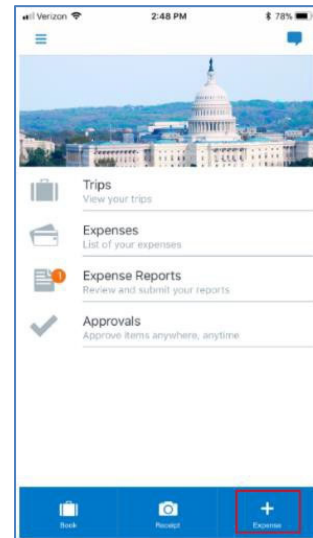 Verizon 2:48 PM 78%
Trips
View your trips
Expenses
List of your expenses
1
Expense Reports
Review and submit your reports
Approvals
Approve items anywhere, anytime
Book Receipt Expense